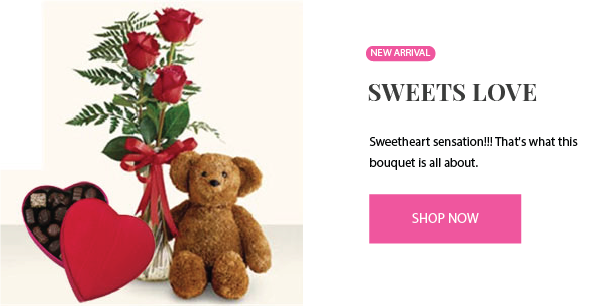 NEW ARRIVAL
SWEETS LOVE
Sweetheart sensation!!! That's what this
bouquet is all about.
SHOP NOW